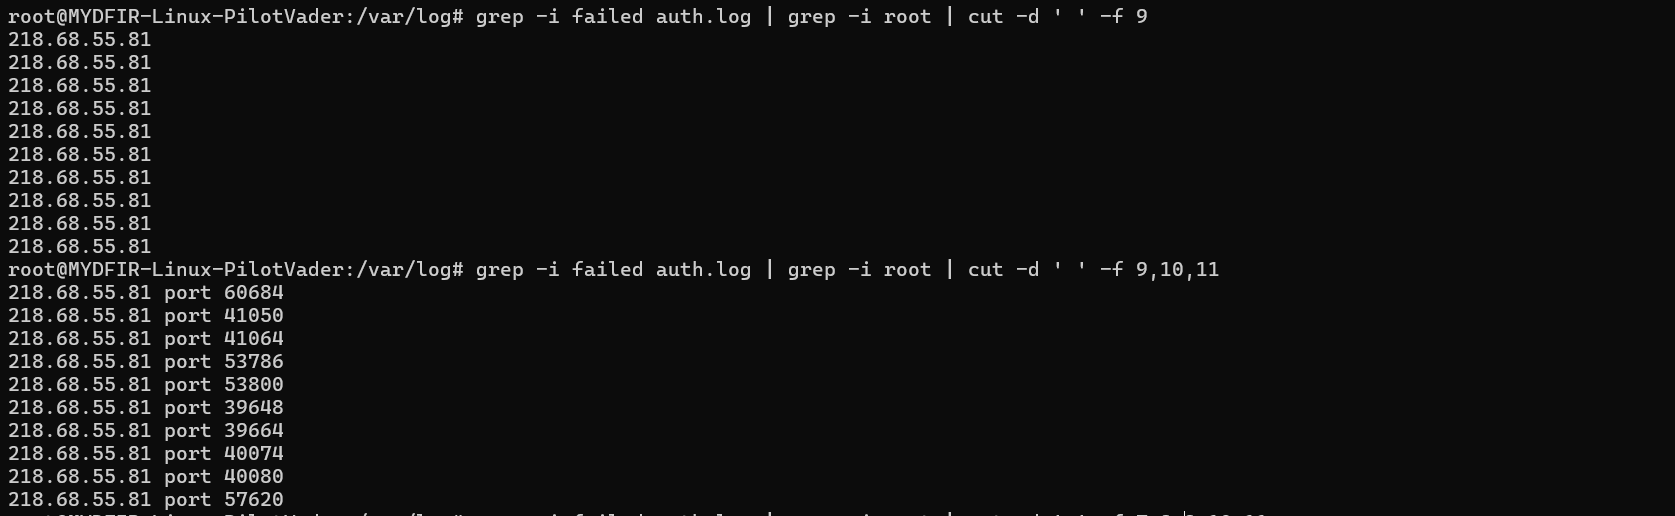 root@MYDFIR-Linux-PilotVader:/var/log# grep -i failed auth.log | grep -i root | cut -d ' ' -f 9
218.68.55.81
218.68.55.81
218.68.55.81
218.68.55.81
218.68.55.81
218.68.55.81
218.68.55.81
218.68.55.81
218.68.55.81
218.68.55.81
root@MYDFIR-Linux-PilotVader:/var/log# grep -i failed auth.log | grep -i root | cut -d ' ' -f 9,10,11
218.68.55.81 port 60684
218.68.55.81 port 41050
218.68.55.81 port 41064
218.68.55.81 port 53786
218.68.55.81 port 53800
218.68.55.81 port 39648
218.68.55.81 port 39664
218.68.55.81 port 40074
218.68.55.81 port 40080
218.68.55.81 port 57620